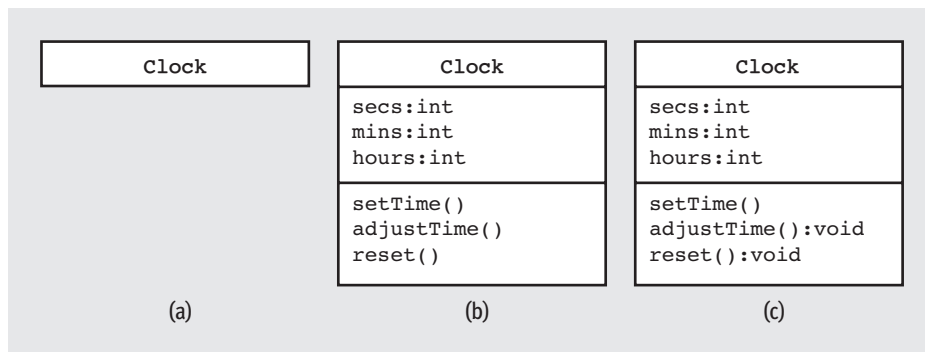 Clock
(a)
Clock
secs:int
mins:int
hours:int
setTime()
adjustTime()
reset()
(b)
Clock
secs:int
mins:int
hours:int
setTime()
adjustTime():void
reset():void
(c)